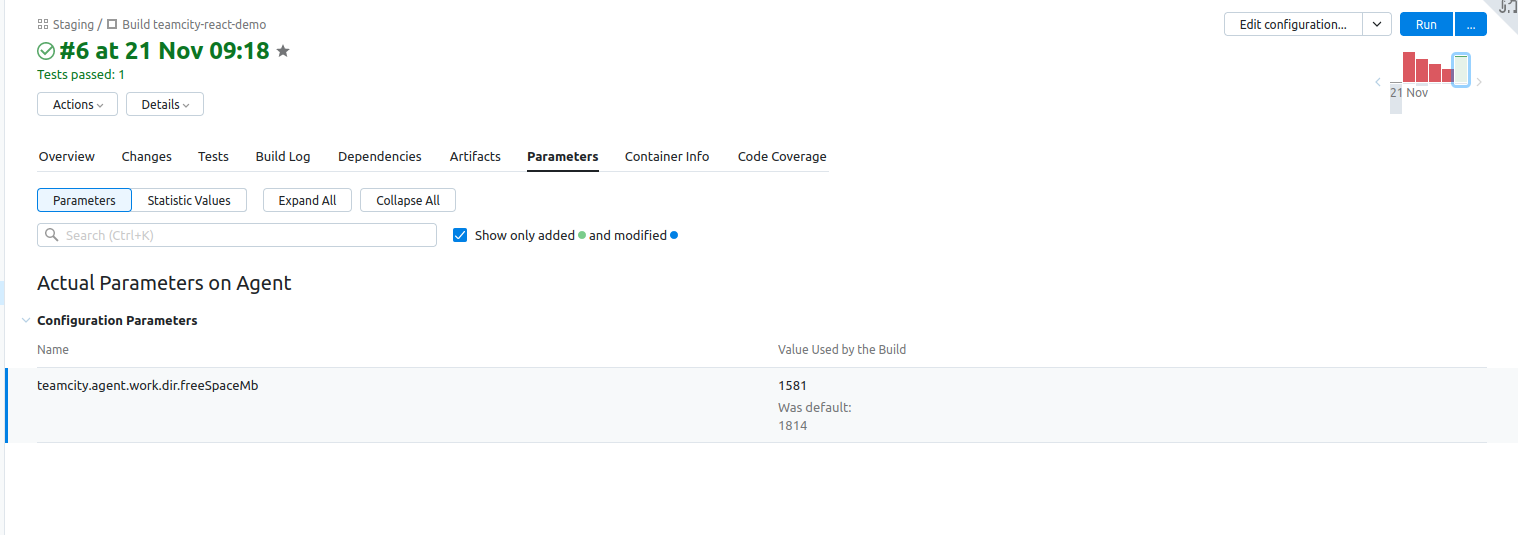 Staging / Build teamcity-react-demo
Edit configuration...
Run
...
#6 at 21 Nov 09:18
Tests passed: 1
21 Nov
Actions
Details
Overview
Changes
Tests
Build Log
Dependencies
Artifacts
Parameters
Container Info
Code Coverage
Parameters
Statistic Values
Expand All
Collapse All
Search (Ctrl+K)
Show only added and modified
Actual Parameters on Agent
Configuration Parameters
Name
Value Used by the Build
teamcity.agent.work.dir.freeSpaceMb
1581
Was default:
1814